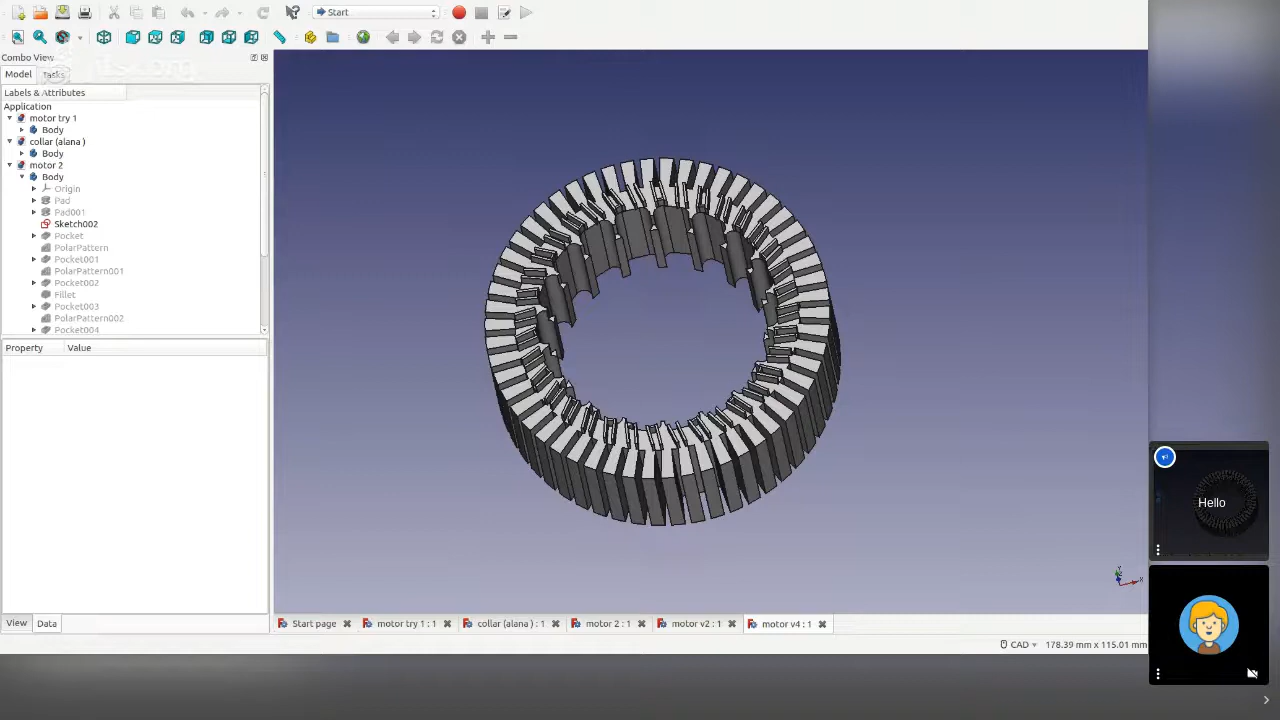 Start
Combo View
Model
Tasks
Labels & Attributes
Application
motor try 1
Body
collar (alana )
Body
motor 2
Body
Origin
Pad
Pad001
Sketch002
Pocket
PolarPattern
Pocket001
PolarPattern001
Pocket002
Fillet
Pocket003
PolarPattern002
Pocket004
Property
Value
View
Data
Start page
motor try 1 : 1
collar (alana ) : 1
motor 2 : 1
motor v2 : 1
motor v4 : 1
CAD
178.39 mm x 115.01 mm
Hello
Y
X